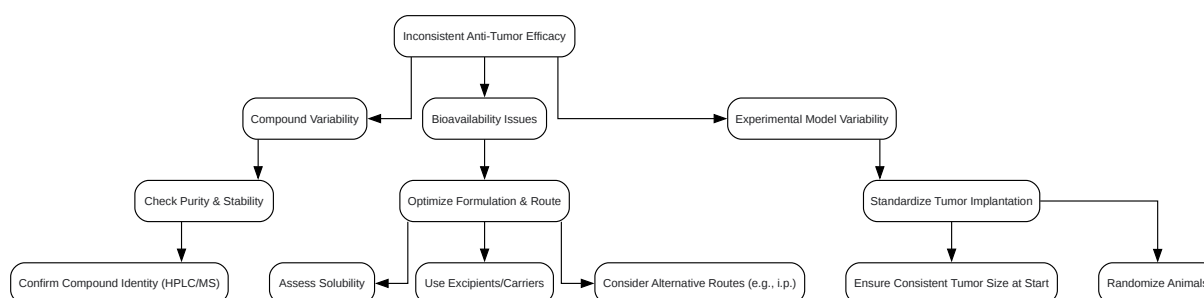 Inconsistent Anti-Tumor Efficacy
Compound Variability
Bioavailability Issues
Experimental Model Variability
Check Purity & Stability
Optimize Formulation & Route
Standardize Tumor Implantation
Confirm Compound Identity (HPLC/MS)
Assess Solubility
Use Excipients/Carriers
Consider Alternative Routes (e.g., i.p.)
Ensure Consistent Tumor Size at Start
Randomize